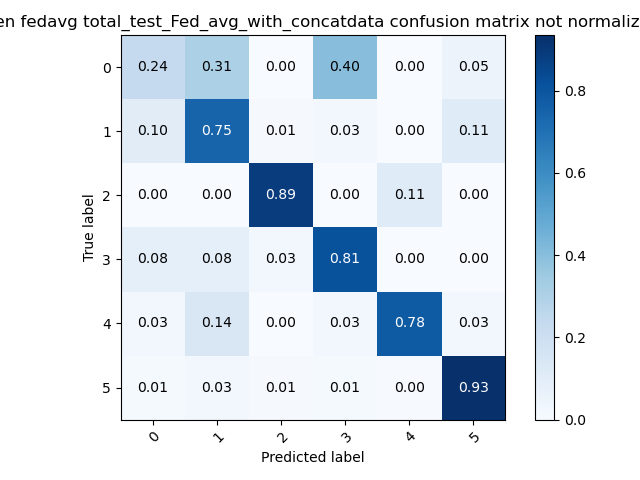 en fedavg total_test_Fed_avg_with_concatdata confusion matrix not normaliz
0 0.24 0.31 0.00 0.40 0.00 0.05
1 0.10 0.75 0.01 0.03 0.00 0.11
2 0.00 0.00 0.89 0.00 0.11 0.00
3 0.08 0.08 0.03 0.81 0.00 0.00
4 0.03 0.14 0.00 0.03 0.78 0.03
5 0.01 0.03 0.01 0.01 0.00 0.93
0 1 2 3 4 5
True label
Predicted label
0.8
0.6
0.4
0.2
0.0